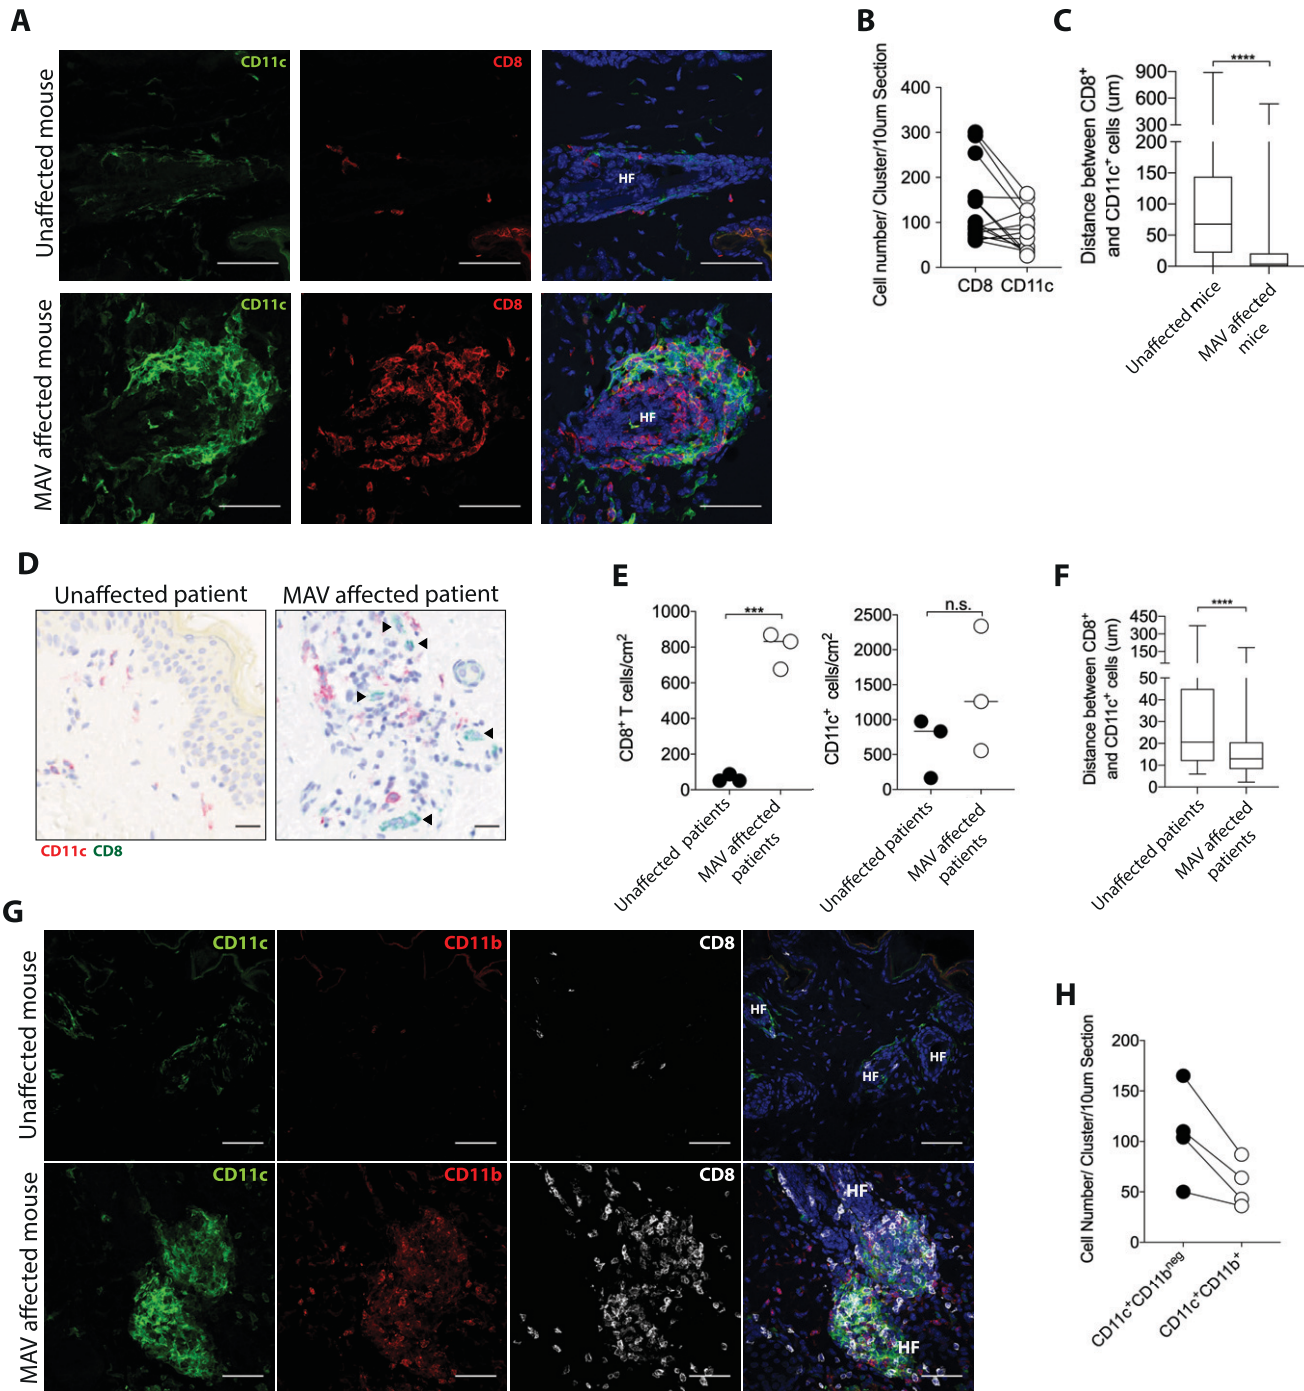 A
Unaffected mouse
CD11c
CD8
HF
MAV affected mouse
CD11c
CD8
HF
B
Cell number/ Cluster/10um Section
400
300
200
100
0
CD8 CD11c
C
Distance between CD8+
and CD11c+ cells (um)
900
600
300
200
100
50
0
****
Unaffected mice
MAV affected
mice
D
Unaffected patient
MAV affected patient
CD11c CD8
E
CD8+ T cells/cm2
1000
800
600
400
200
0
***
Unaffected patients
MAV affected
patients
CD11c+ cells/cm2
2500
2000
1500
1000
500
0
n.s.
Unaffected patients
MAV affected
patients
F
Distance between CD8+
and CD11c+ cells (um)
450
300
150
50
40
30
20
10
0
****
Unaffected patients
MAV affected
patients
G
Unaffected mouse
CD11c
CD11b
CD8
HF
HF
HF
MAV affected mouse
CD11c
CD11b
CD8
HF
HF
H
Cell Number/ Cluster/10um Section
200
150
100
50
0
CD11c+CD11bneg
CD11c+CD11b+